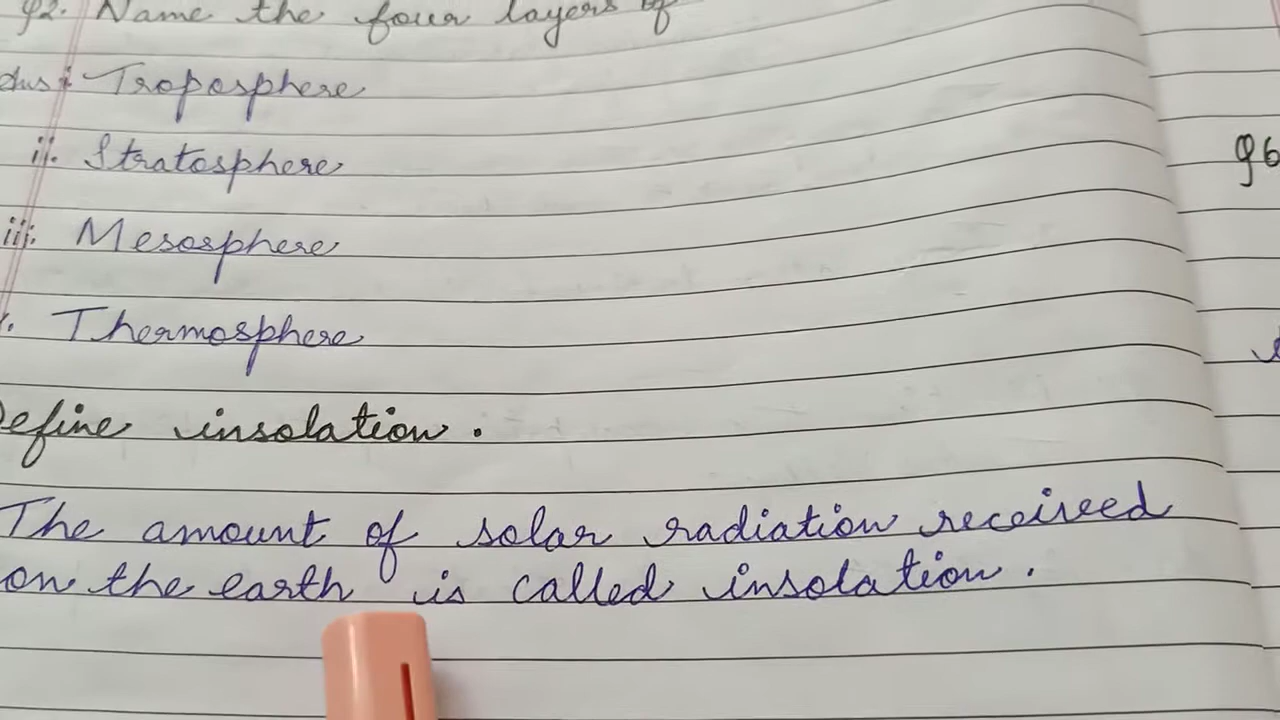 Q2. Name the four layers of
Ans i. Troposphere
ii. Stratosphere
iii. Mesosphere
Thermosphere
Define insolation.
The amount of solar radiation received
on the earth is called insolation.
Q6